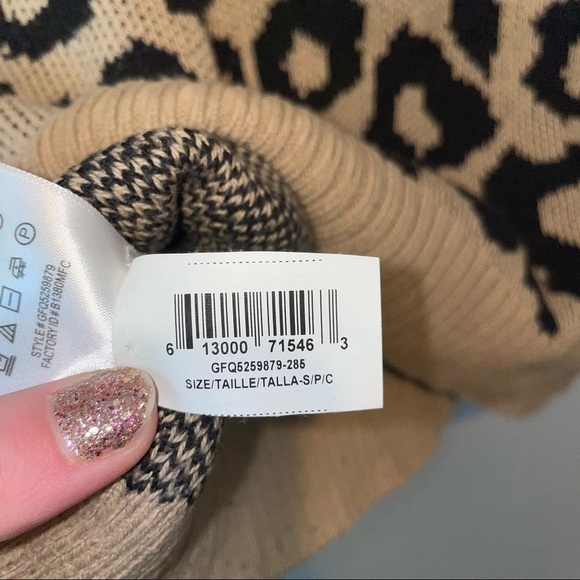 STYLE# GFQ5259879
FACTORY ID# B1380MFC
6 13000 71546 3
GFQ5259879-285
SIZE/TAILLE/TALLA-S/P/C